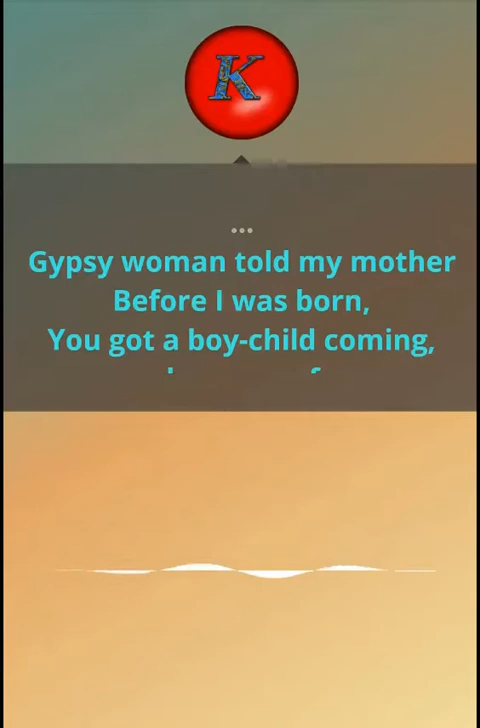 K
...
Gypsy woman told my mother
Before I was born,
You got a boy-child coming,